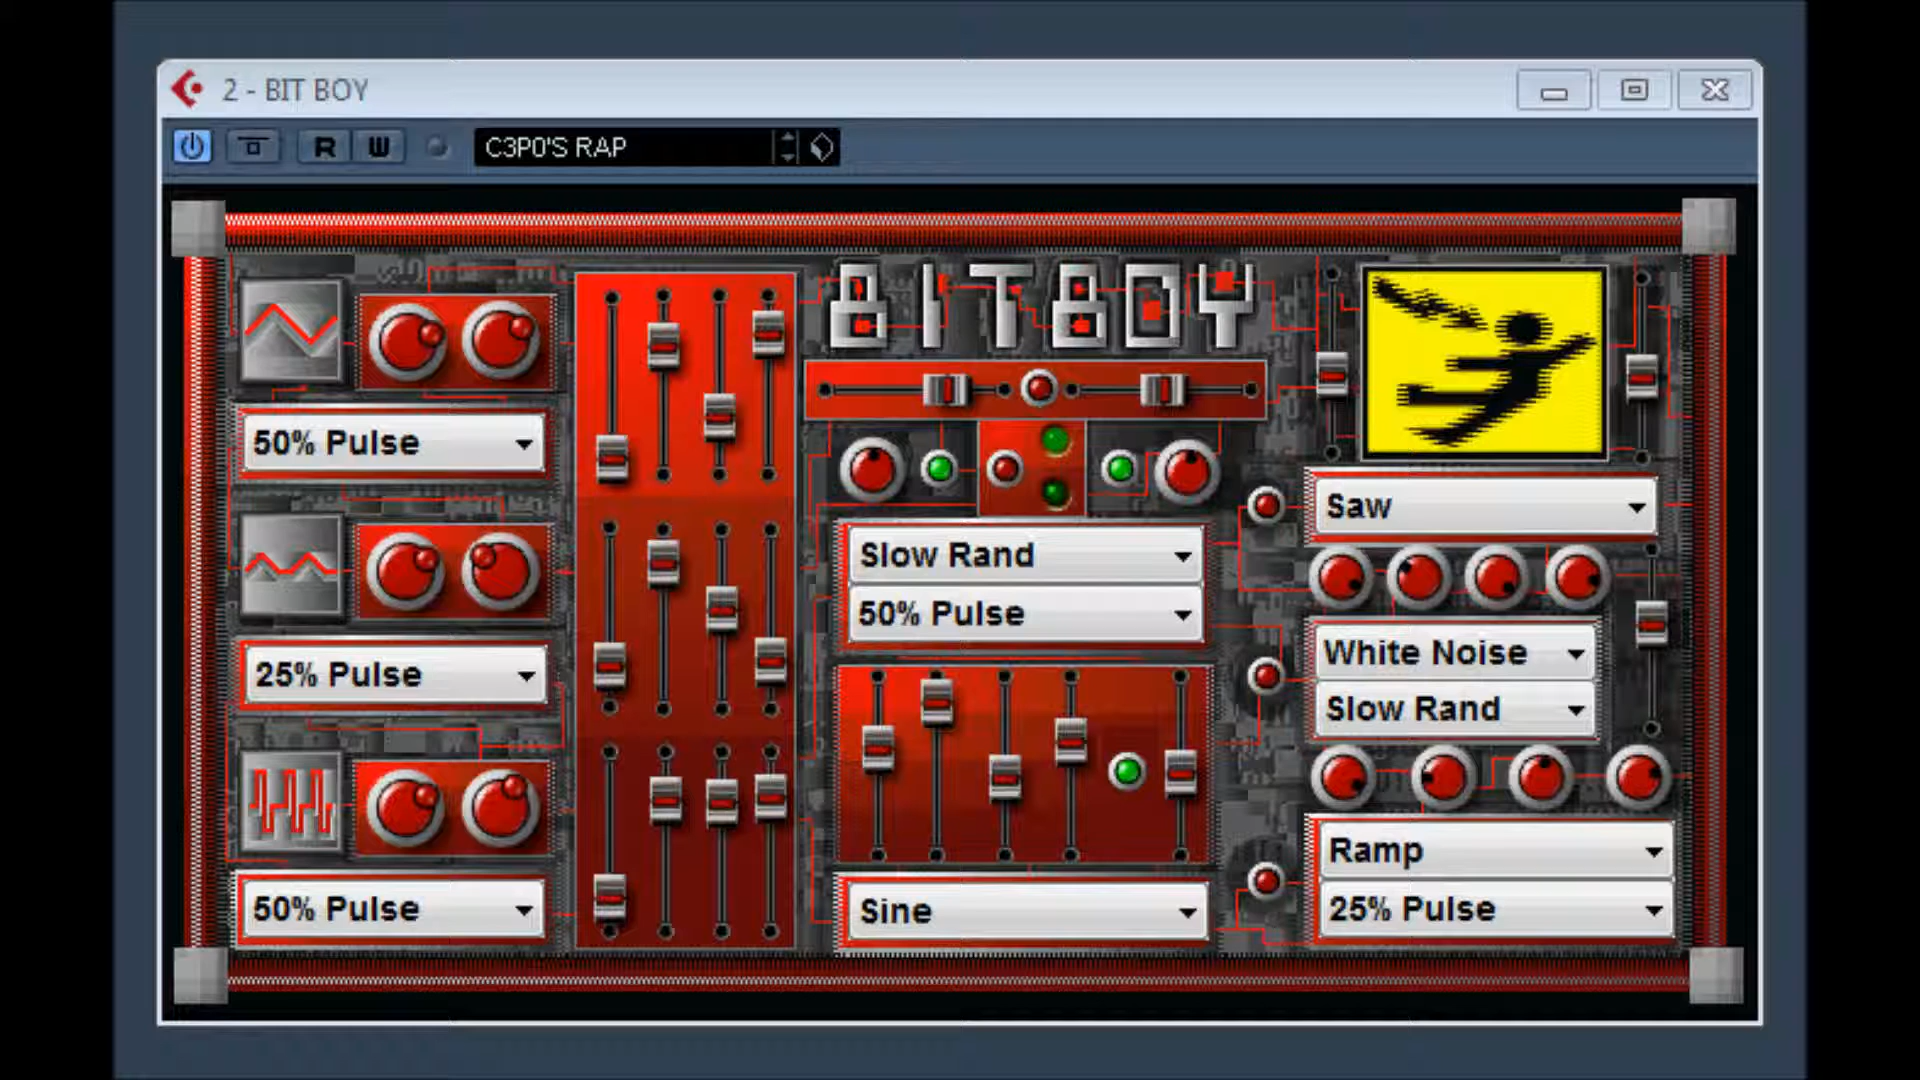 2 - BIT BOY
R W C3P0'S RAP
BITBOY
50% Pulse
25% Pulse
50% Pulse
Slow Rand
50% Pulse
Sine
Saw
White Noise
Slow Rand
Ramp
25% Pulse